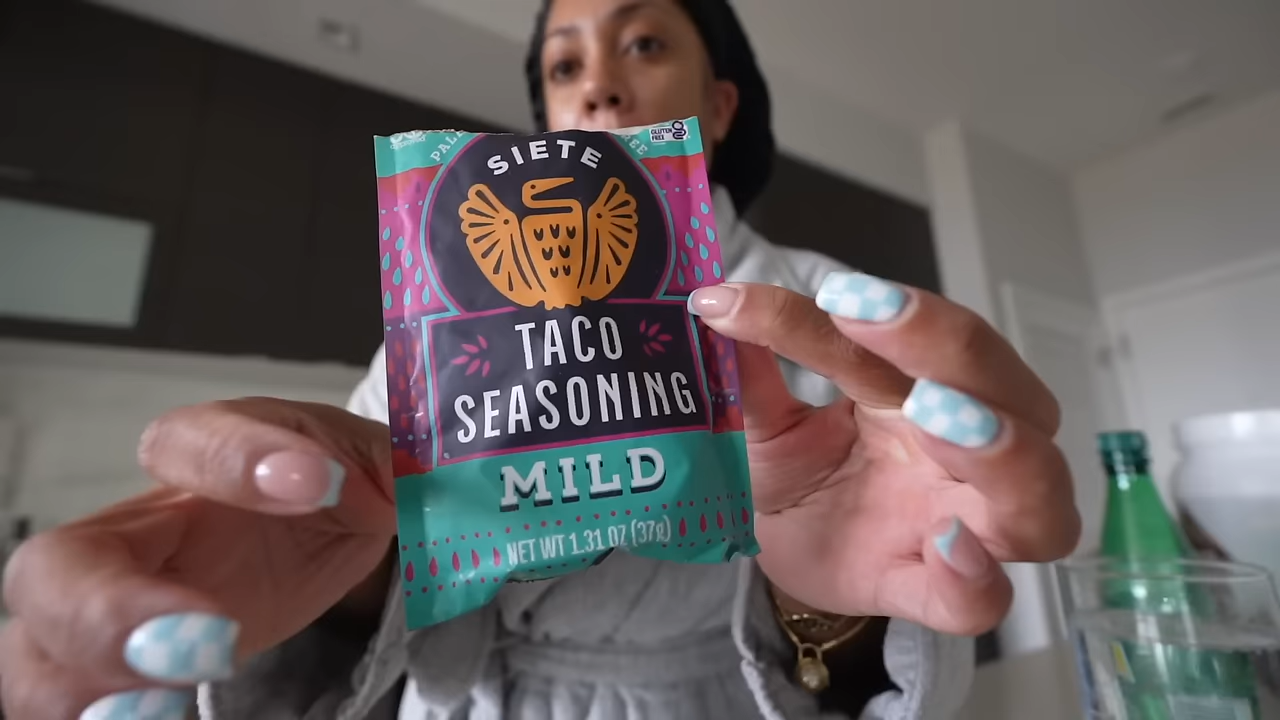 GLUTEN
FREE
SIETE
TACO
SEASONING
MILD
NET WT 1.31 OZ (37g)